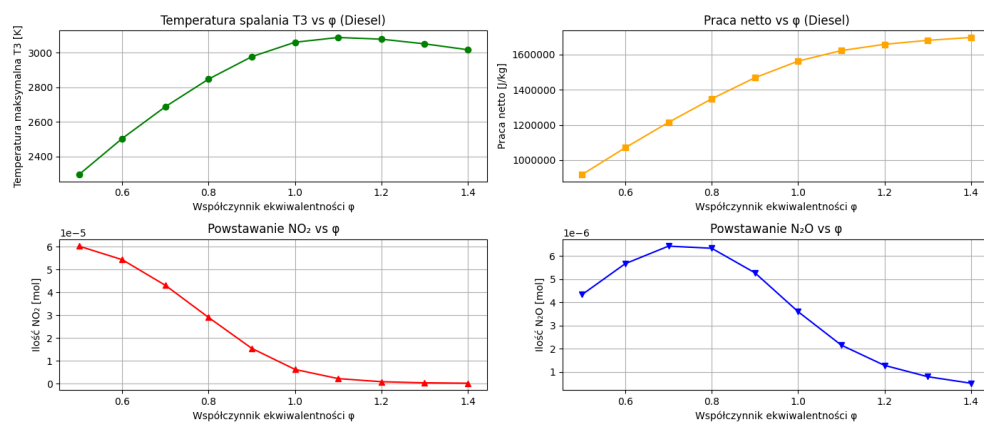 Temperatura spalania T3 vs φ (Diesel)
Temperatura maksymalna T3 [K]
3000
2800
2600
2400
0.6 0.8 1.0 1.2 1.4
Współczynnik ekwiwalentności φ
Praca netto vs φ (Diesel)
Praca netto [J/kg]
1600000
1400000
1200000
1000000
0.6 0.8 1.0 1.2 1.4
Współczynnik ekwiwalentności φ
Powstawanie NO₂ vs φ
1e−5
Ilość NO₂ [mol]
6
5
4
3
2
1
0
0.6 0.8 1.0 1.2 1.4
Współczynnik ekwiwalentności φ
Powstawanie N₂O vs φ
1e−6
Ilość N₂O [mol]
6
5
4
3
2
1
0.6 0.8 1.0 1.2 1.4
Współczynnik ekwiwalentności φ